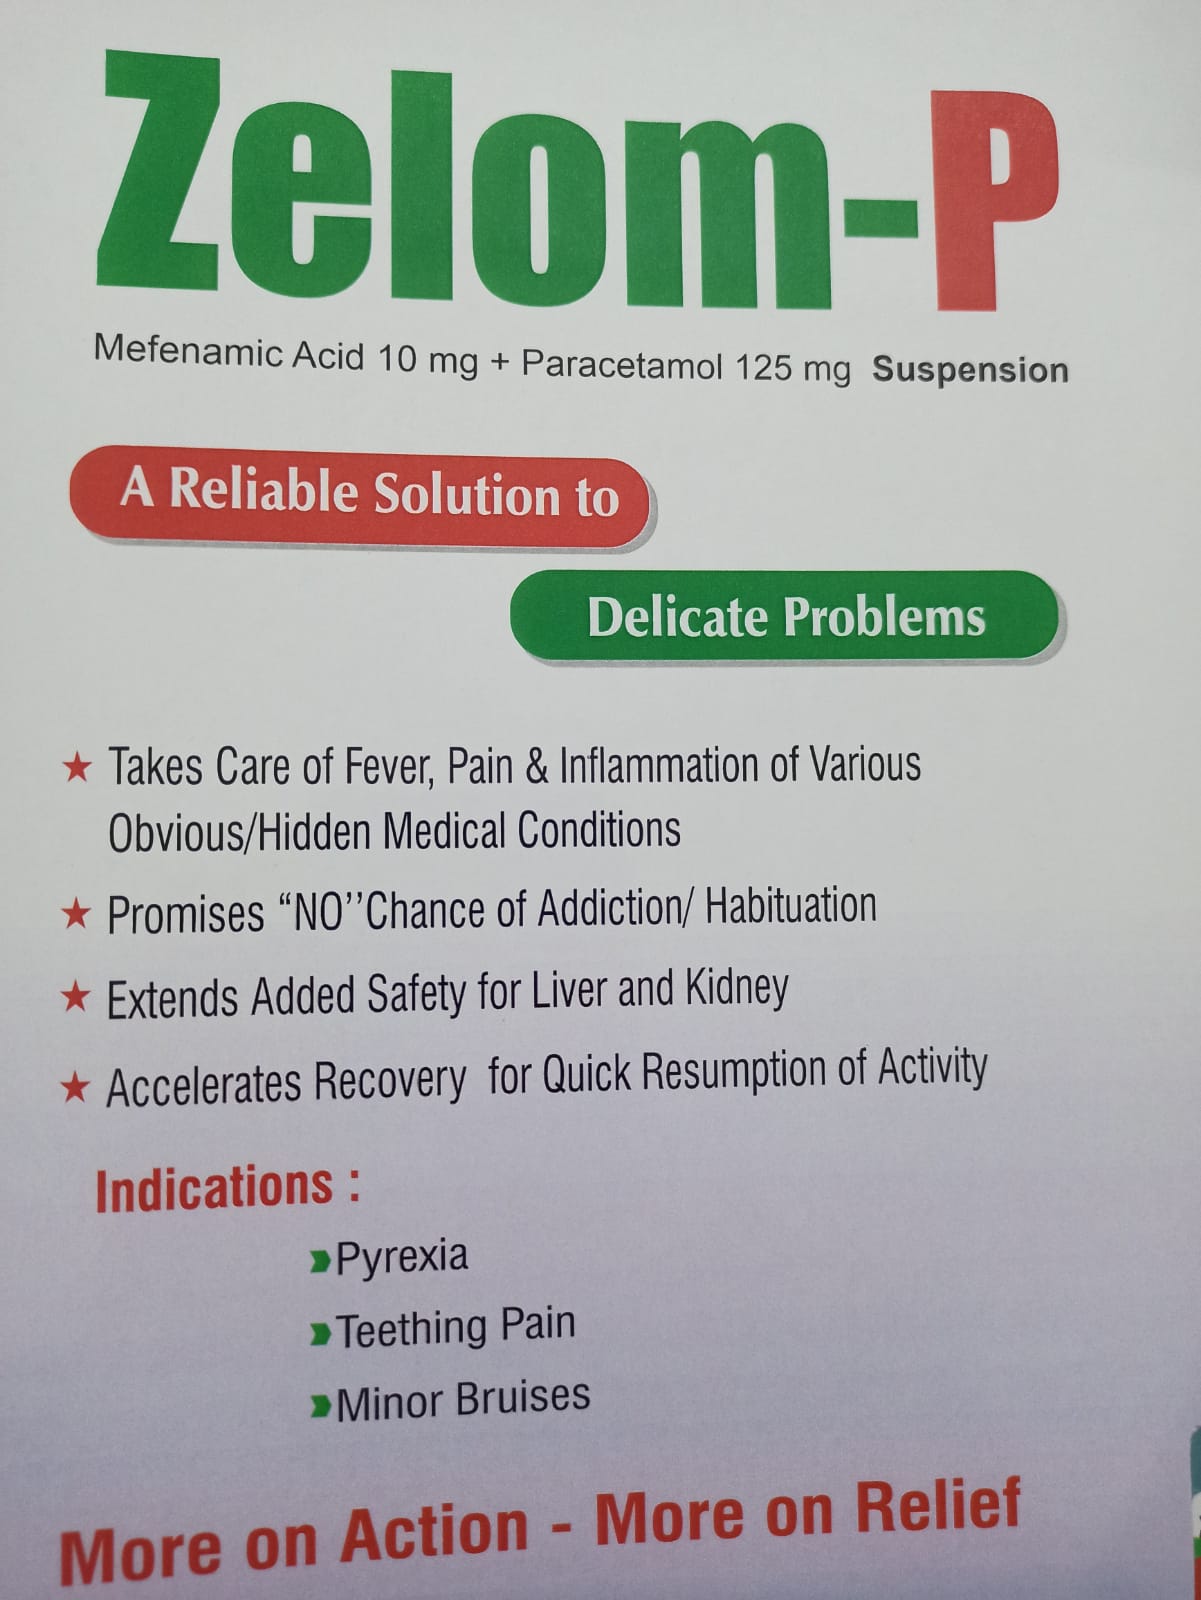 Zelom-P
Mefenamic Acid 10 mg + Paracetamol 125 mg Suspension
A Reliable Solution to
Delicate Problems
★ Takes Care of Fever, Pain & Inflammation of Various
Obvious/Hidden Medical Conditions
★ Promises “NO’’Chance of Addiction/ Habituation
★ Extends Added Safety for Liver and Kidney
★ Accelerates Recovery for Quick Resumption of Activity
Indications :
Pyrexia
Teething Pain
Minor Bruises
More on Action - More on Relief